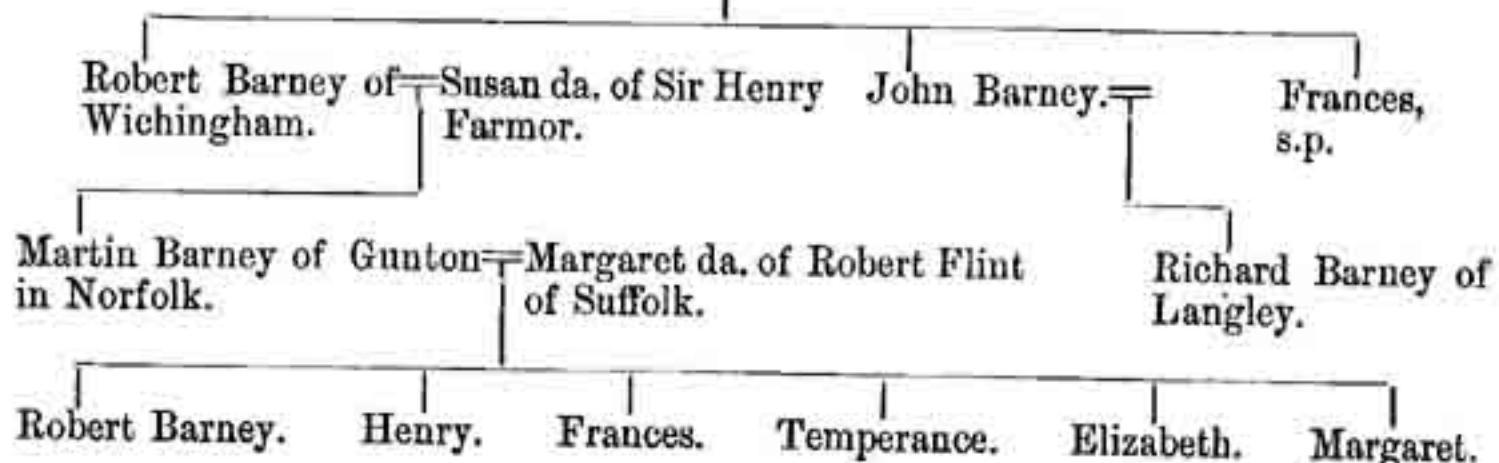 Robert Barney of Susan da. of Sir Henry John Barney. Frances,
Wichingham. Farmor. s.p.
Martin Barney of Gunton Margaret da. of Robert Flint Richard Barney of
in Norfolk. of Suffolk. Langley.
Robert Barney. Henry. Frances. Temperance. Elizabeth. Margaret.